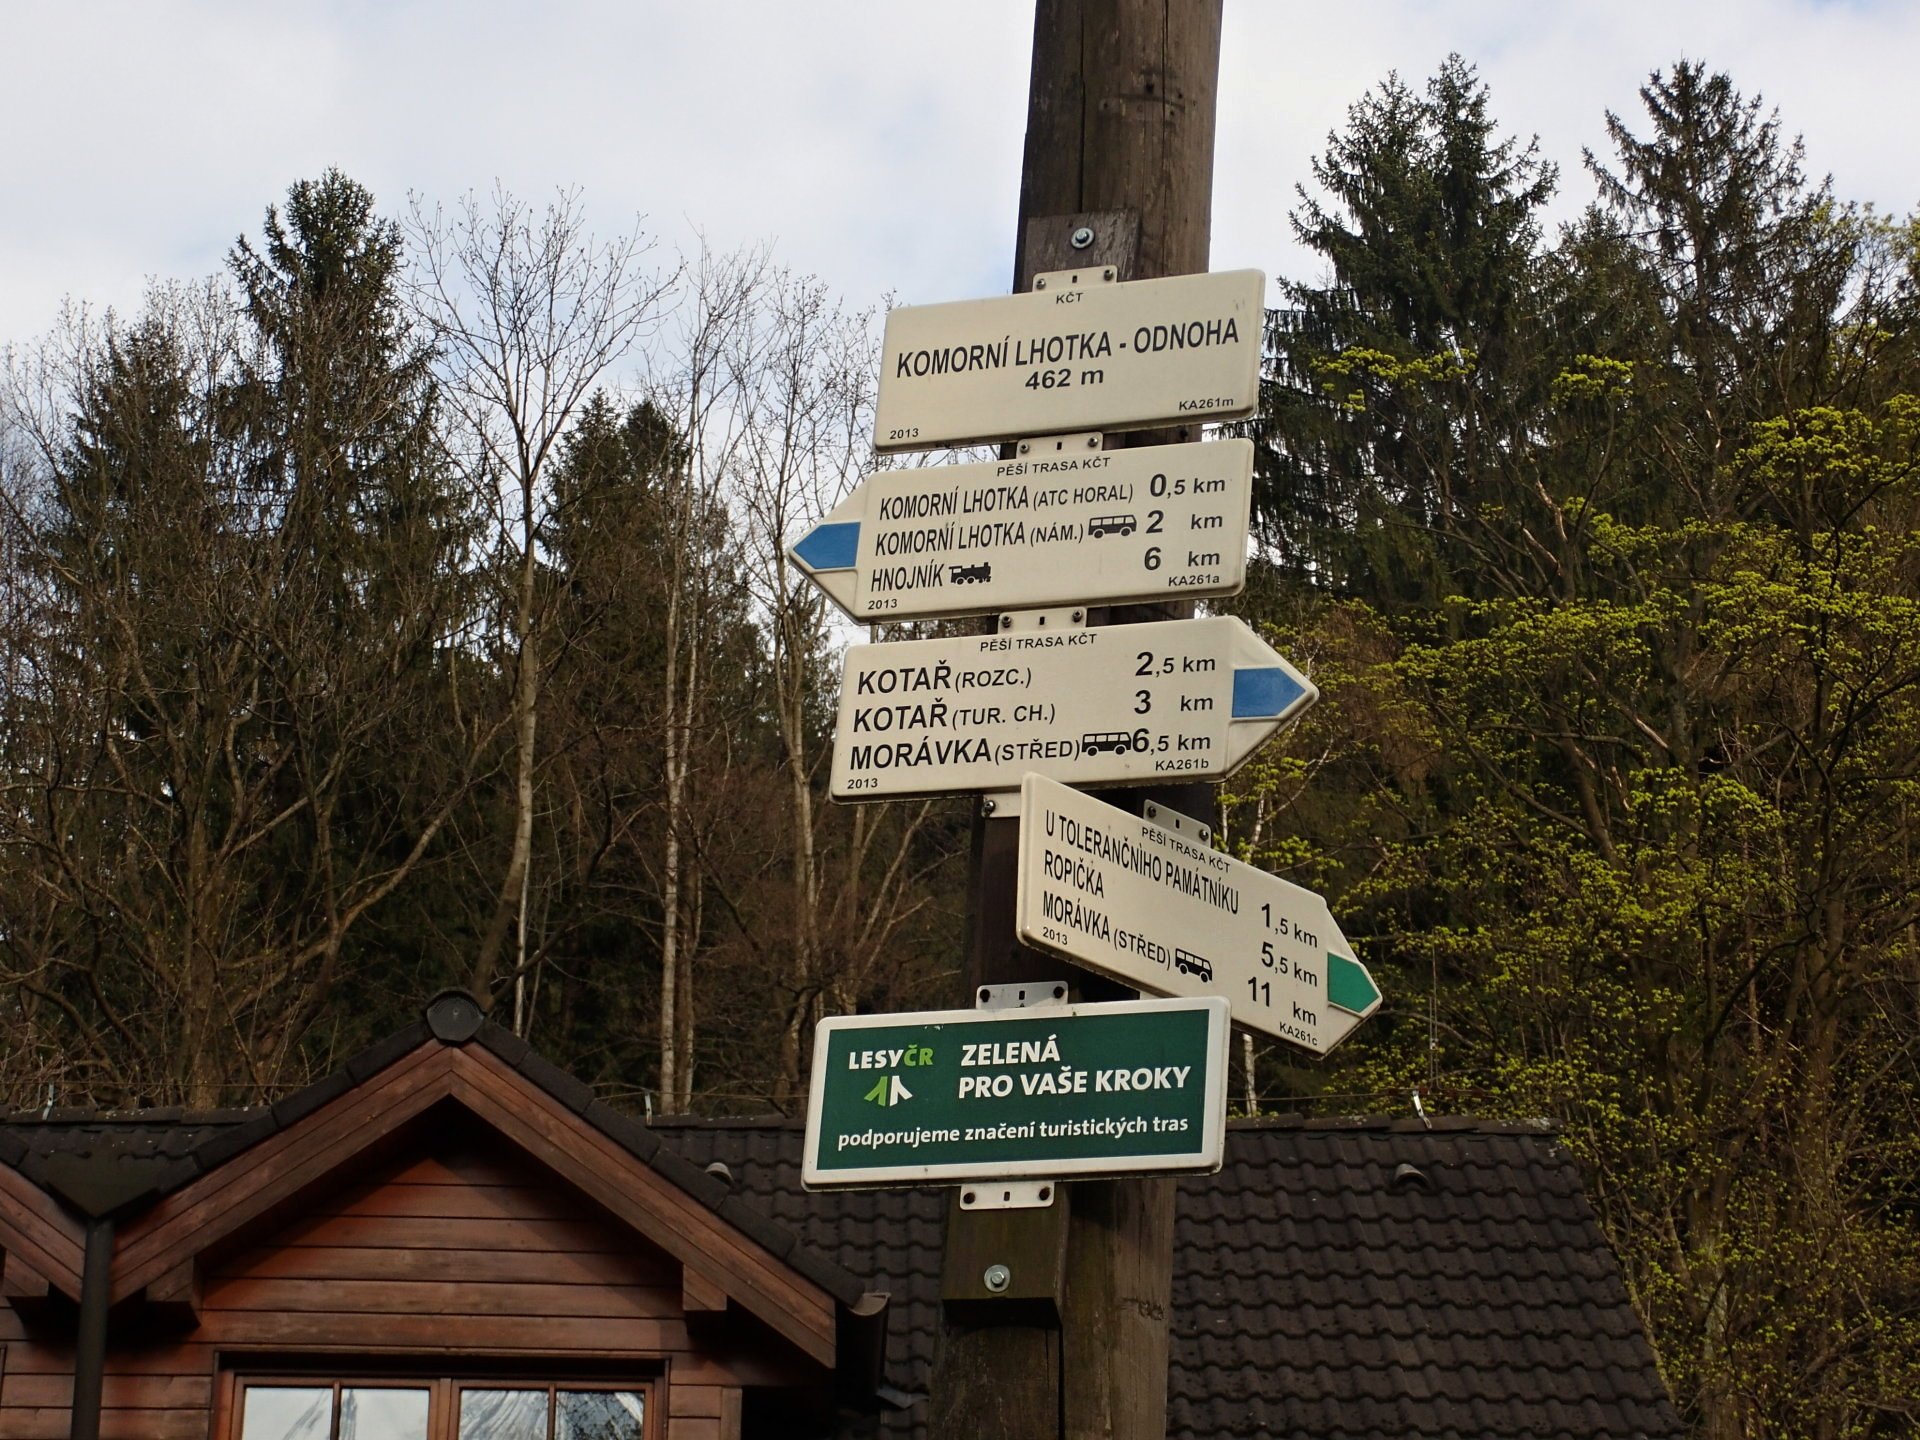 KČT
KOMORNÍ LHOTKA - ODNOHA
462 m
KA261m
2013
PĚŠÍ TRASA KČT
KOMORNÍ LHOTKA (ATC HORAL) 0,5 km
KOMORNÍ LHOTKA (NÁM.) 2 km
HNOJNÍK 6 km
KA261a
2013
PĚŠÍ TRASA KČT
KOTAŘ (ROZC.) 2,5 km
KOTAŘ (TUR. CH.) 3 km
MORÁVKA (STŘED) 6,5 km
KA261b
2013
PĚŠÍ TRASA KČT
U TOLERANČNÍHO PAMÁTNÍKU 1,5 km
ROPIČKA 5,5 km
MORÁVKA (STŘED) 11 km
2013
KA261c
LESYČR ZELENÁ
PRO VAŠE KROKY
podporujeme značení turistických tras